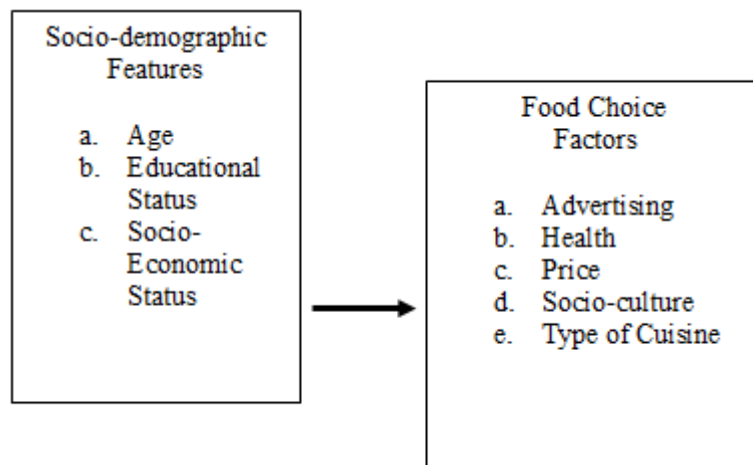 Socio-demographic
Features
a. Age
b. Educational
Status
c. Socio-
Economic
Status
Food Choice
Factors
a. Advertising
b. Health
c. Price
d. Socio-culture
e. Type of Cuisine